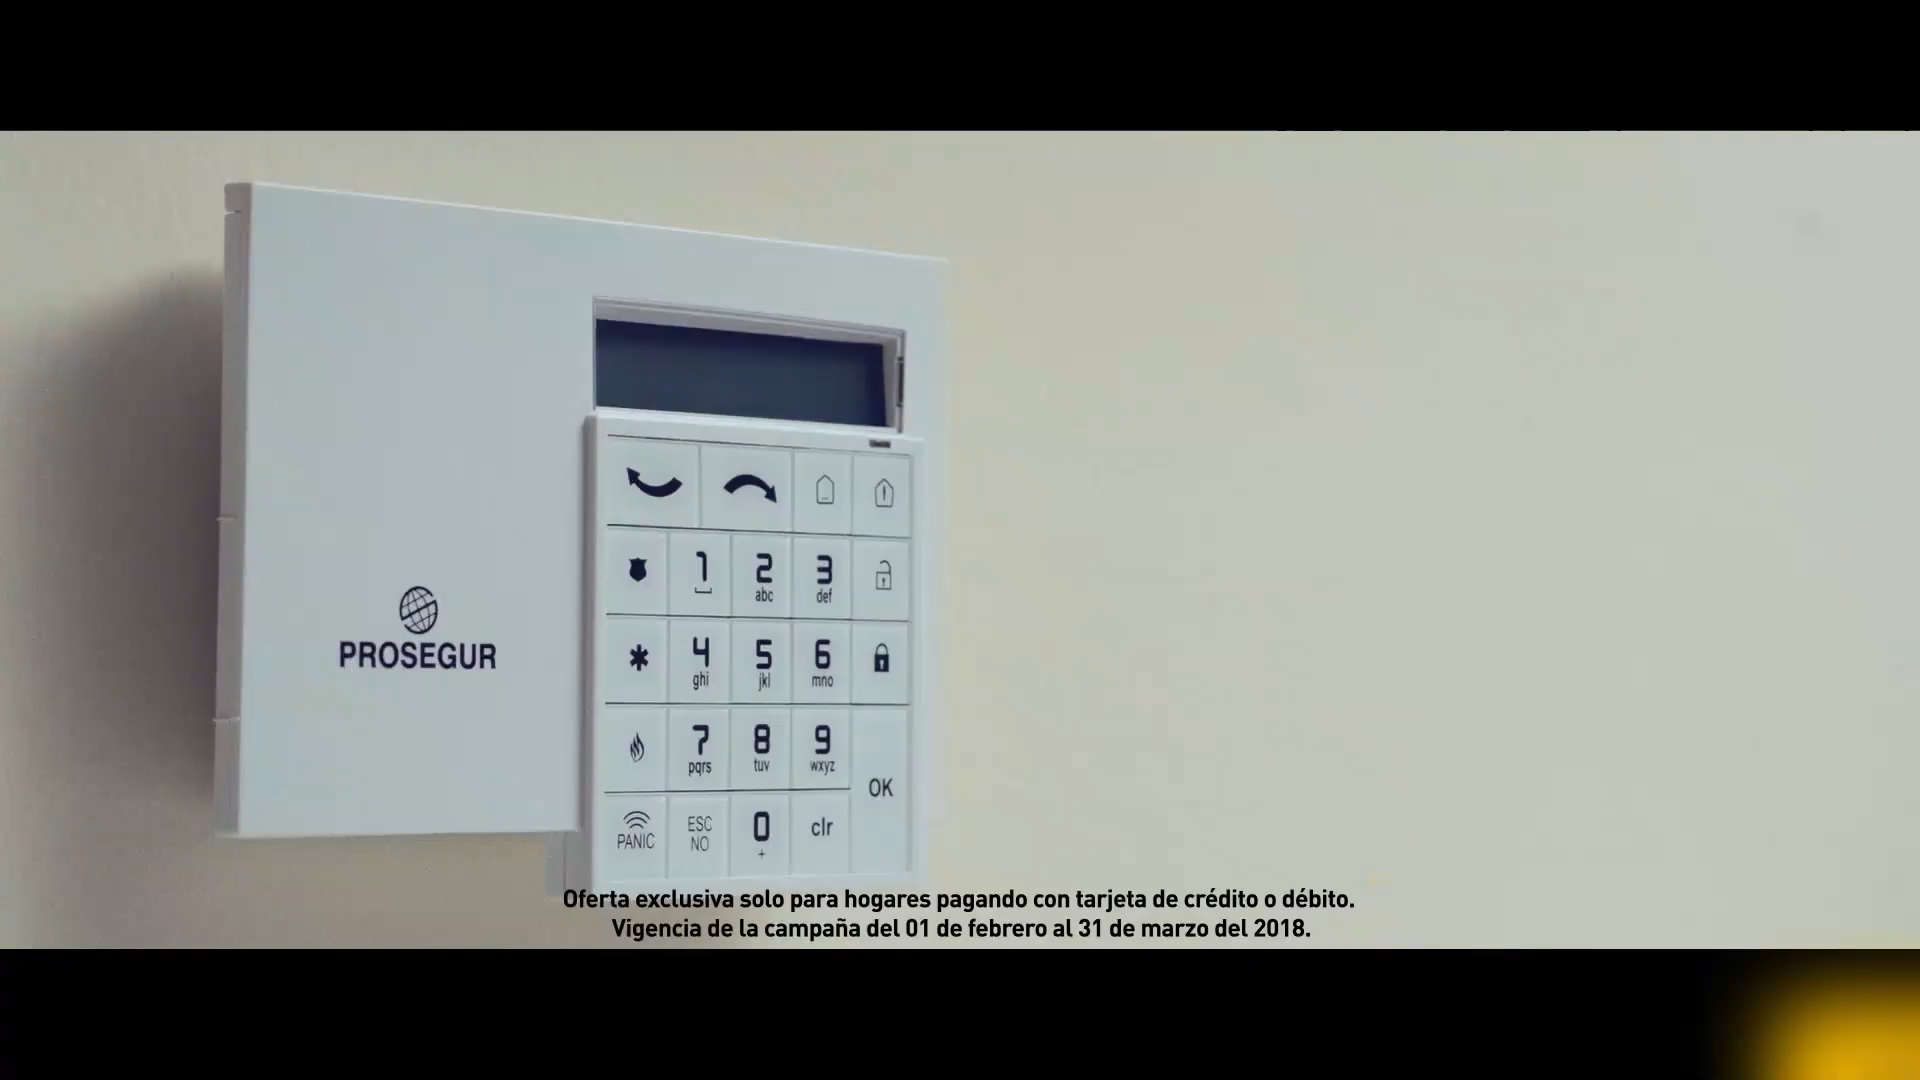 PROSEGUR
1
2
abc
3
def
4
ghi
5
jkl
6
mno
7
pqrs
8
tuv
9
wxyz
OK
PANIC
ESC
NO
0
+
clr
Oferta exclusiva solo para hogares pagando con tarjeta de crédito o débito.
Vigencia de la campaña del 01 de febrero al 31 de marzo del 2018.